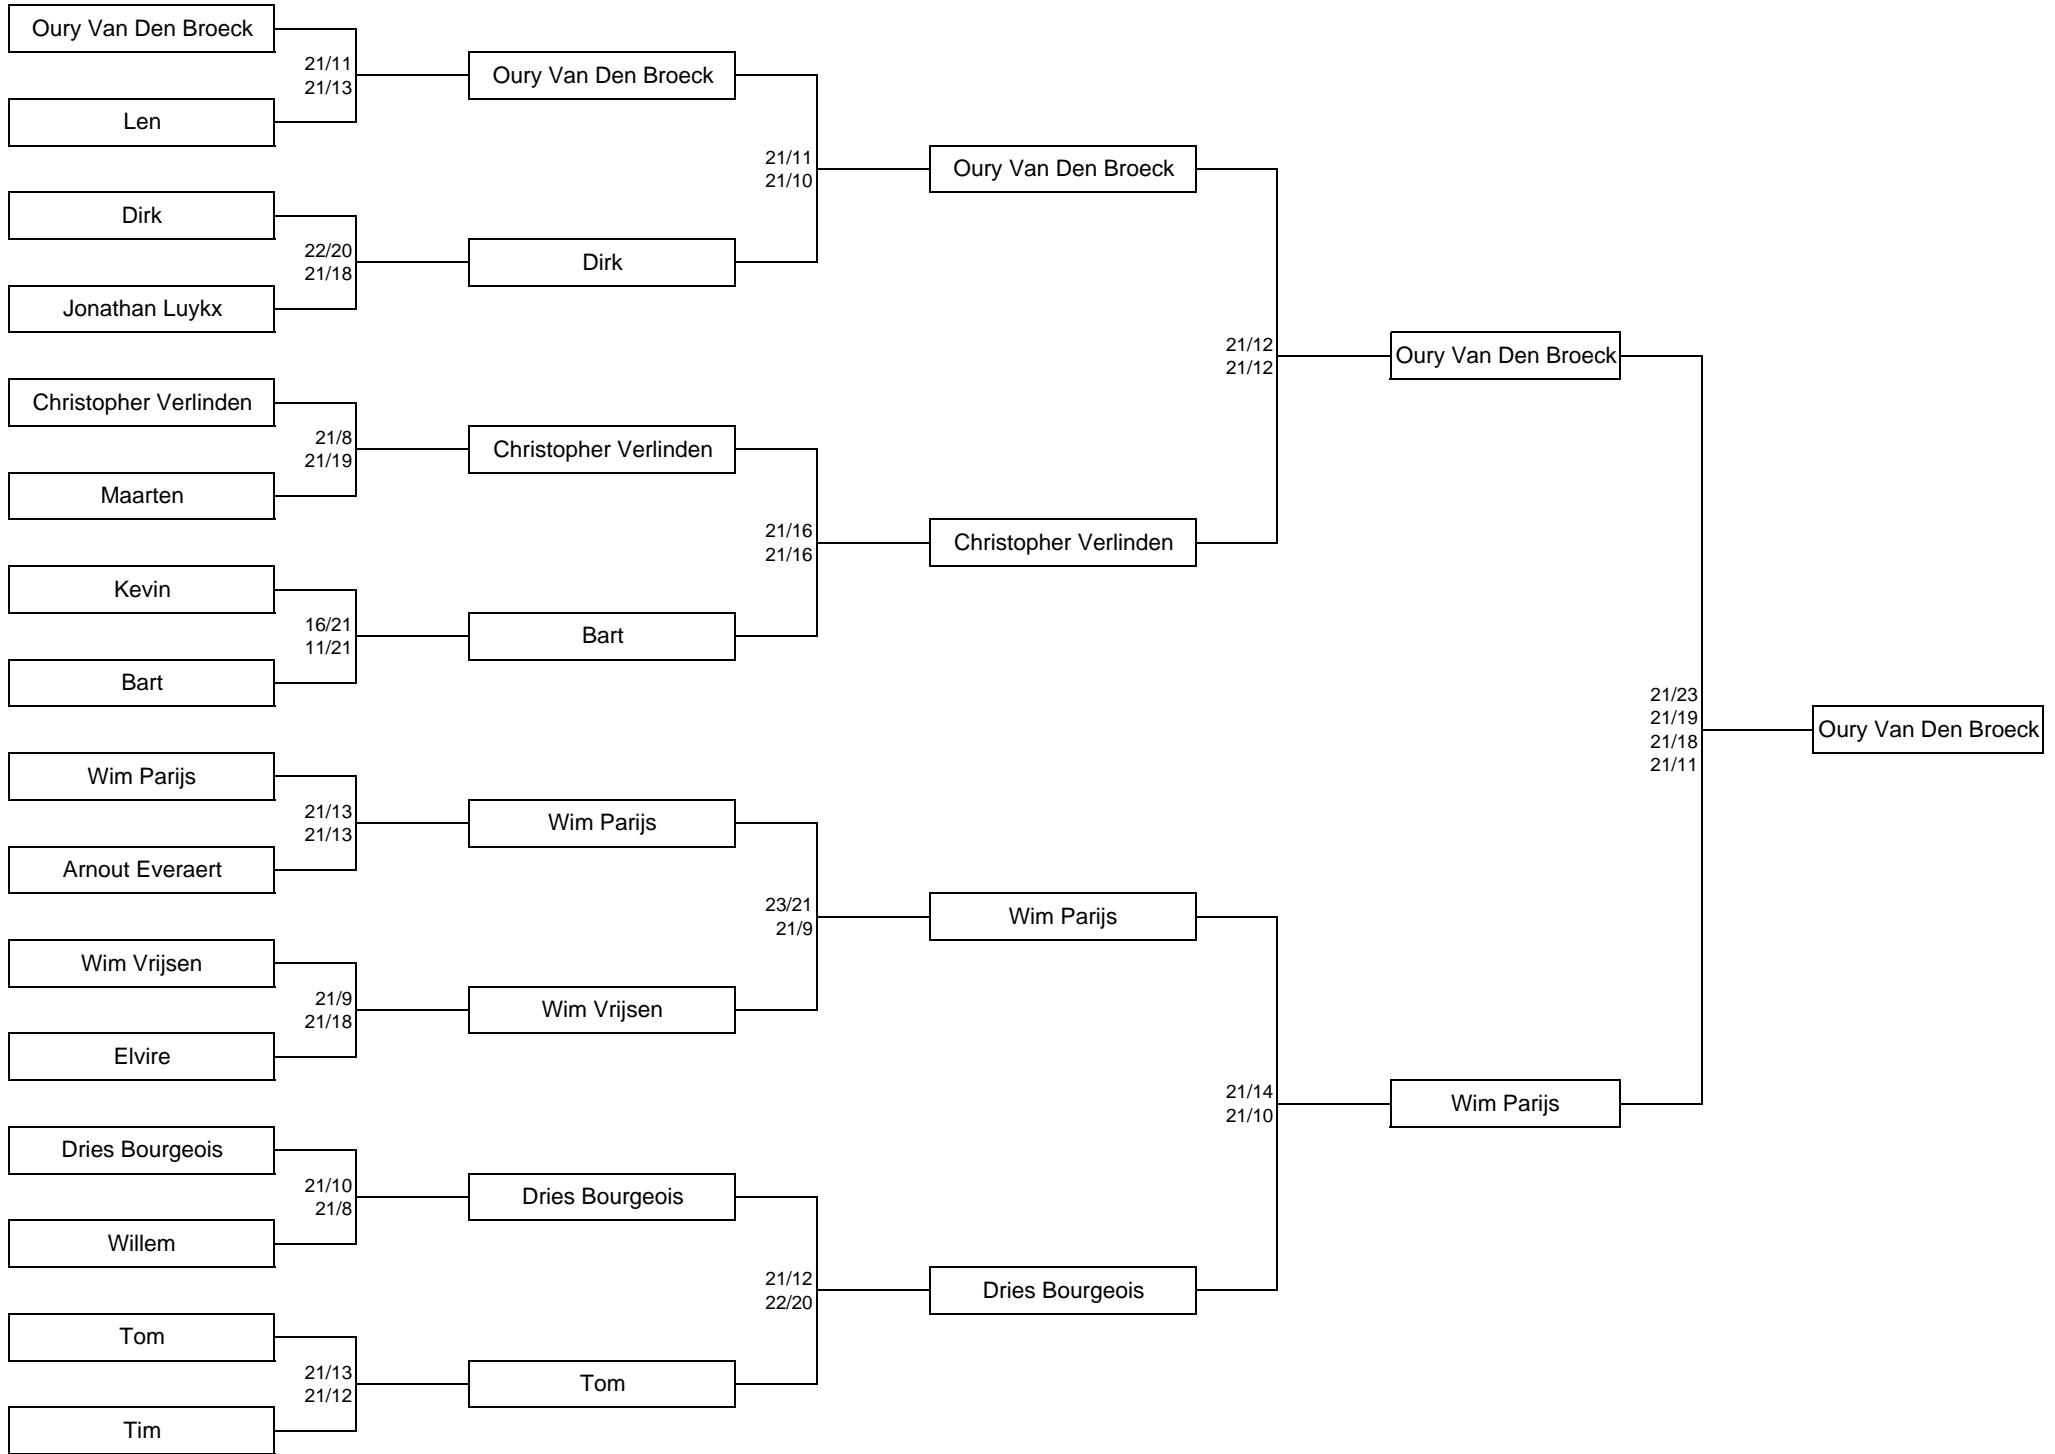 Oury Van Den Broeck
21/11
21/13
Len
Dirk
22/20
21/18
Jonathan Luykx
Christopher Verlinden
21/8
21/19
Maarten
Kevin
16/21
11/21
Bart
Wim Parijs
21/13
21/13
Arnout Everaert
Wim Vrijsen
21/9
21/18
Elvire
Dries Bourgeois
21/10
21/8
Willem
Tom
21/13
21/12
Tim
Oury Van Den Broeck
21/11
21/10
Dirk
Christopher Verlinden
21/16
21/16
Bart
Wim Parijs
23/21
21/9
Wim Vrijsen
Dries Bourgeois
21/12
22/20
Tom
Oury Van Den Broeck
21/12
21/12
Christopher Verlinden
Wim Parijs
21/14
21/10
Dries Bourgeois
Oury Van Den Broeck
21/23
21/19
21/18
21/11
Wim Parijs
Oury Van Den Broeck